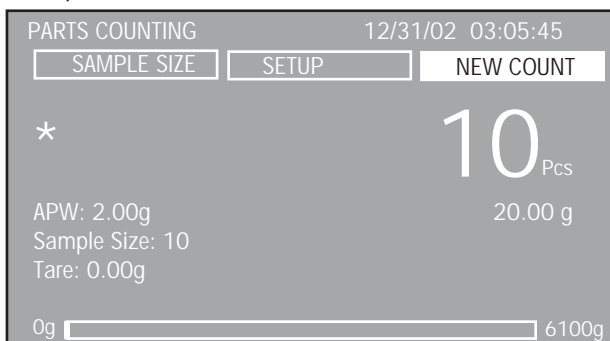 PARTS COUNTING 12/31/02 03:05:45
SAMPLE SIZE SETUP NEW COUNT
* 10 Pcs
APW: 2.00g 20.00 g
Sample Size: 10
Tare: 0.00g
0g 6100g